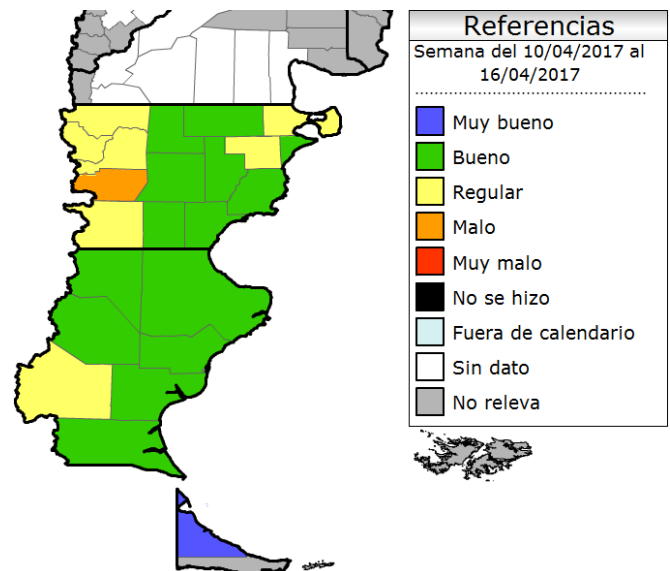 Referencias
Semana del 10/04/2017 al
16/04/2017
Muy bueno
Bueno
Regular
Malo
Muy malo
No se hizo
Fuera de calendario
Sin dato
No releva